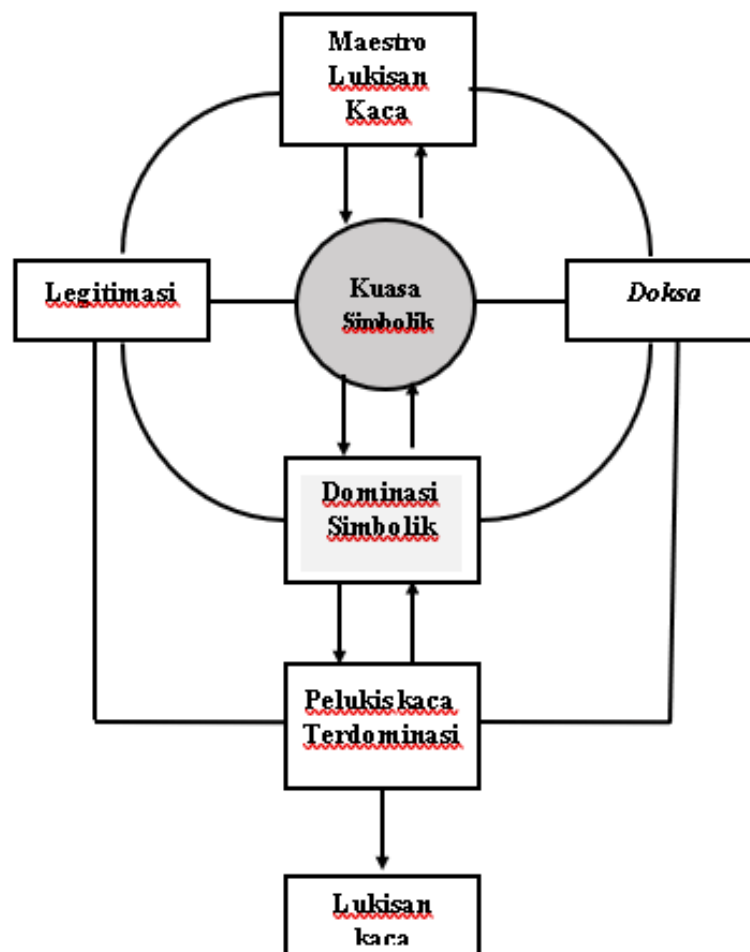 Maestro
Lukisan
Kaca
Legitimasi
Kuasa
Simbolik
Doksa
Dominasi
Simbolik
Pelukis kaca
Terdominasi
Lukisan
kaca